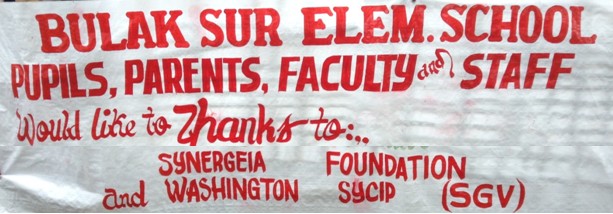 BULAK SUR ELEM. SCHOOL
PUPILS, PARENTS, FACULTY and STAFF
Would like to Thanks to:..
SYNERGEIA FOUNDATION
and WASHINGTON SYCIP (SGV)